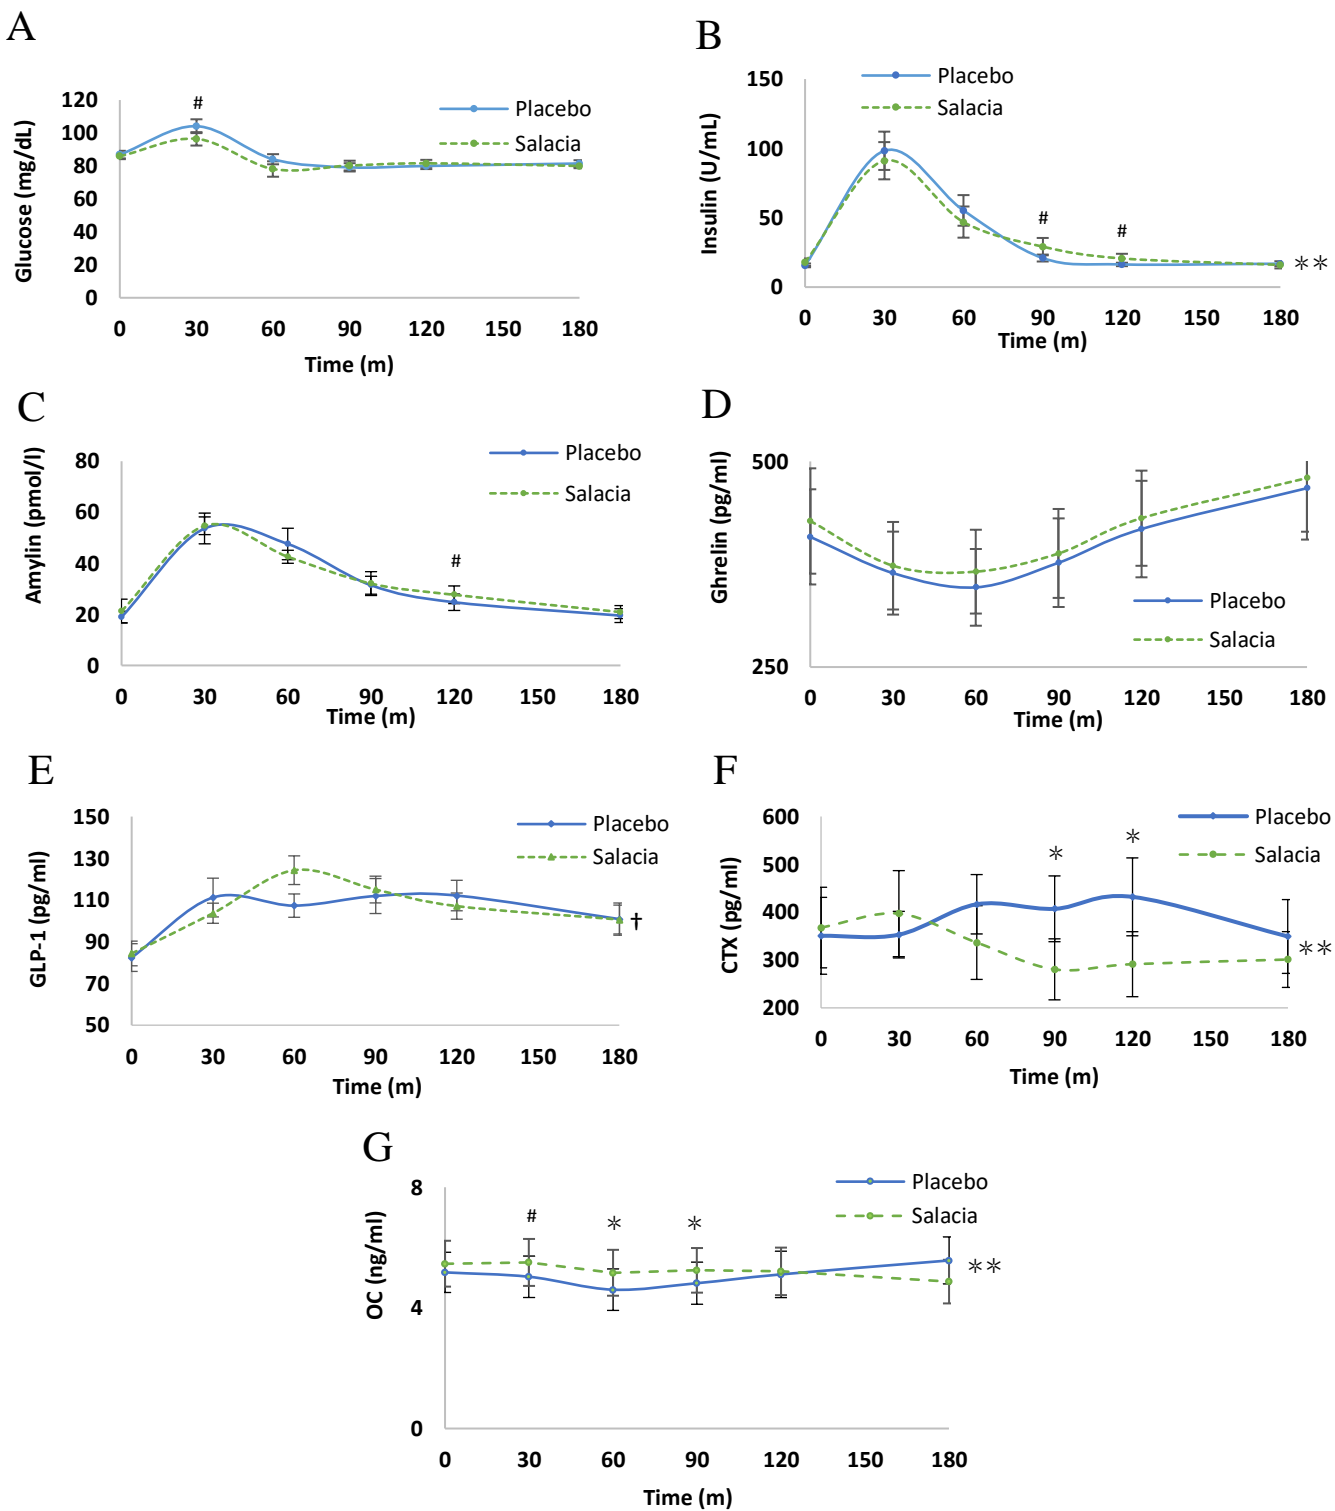 A
Glucose (mg/dL)
120
100
80
60
40
20
0
#
Placebo
Salacia
0 30 60 90 120 150 180
Time (m)
B
Insulin (U/mL)
150
100
50
0
Placebo
Salacia
# #
**
0 30 60 90 120 150 180
Time (m)
C
Amylin (pmol/l)
80
60
40
20
0
Placebo
Salacia
#
0 30 60 90 120 150 180
Time (m)
D
Ghrelin (pg/ml)
500
250
Placebo
Salacia
0 30 60 90 120 150 180
Time (m)
E
GLP-1 (pg/ml)
150
130
110
90
70
50
Placebo
Salacia
†
0 30 60 90 120 150 180
Time (m)
F
CTX (pg/ml)
600
500
400
300
200
Placebo
Salacia
* *
**
0 30 60 90 120 150 180
Time (m)
G
OC (ng/ml)
8
4
0
Placebo
Salacia
# * *
**
0 30 60 90 120 150 180
Time (m)